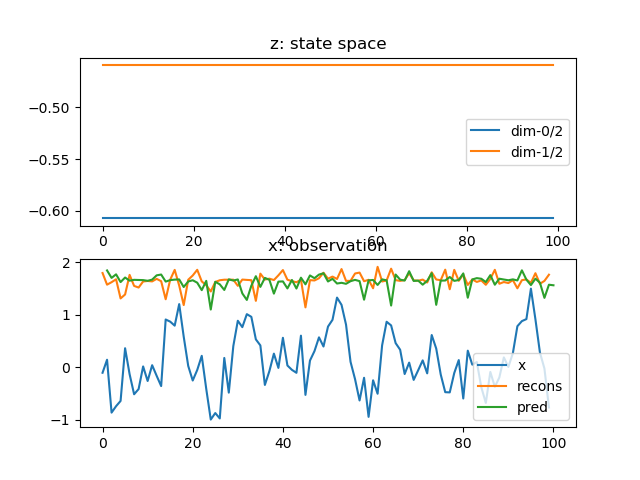 z: state space
−0.50
−0.55
−0.60
dim-0/2
dim-1/2
0 20 40 60 80 100
x: observation
2
1
0
−1
x
recons
pred
0 20 40 60 80 100